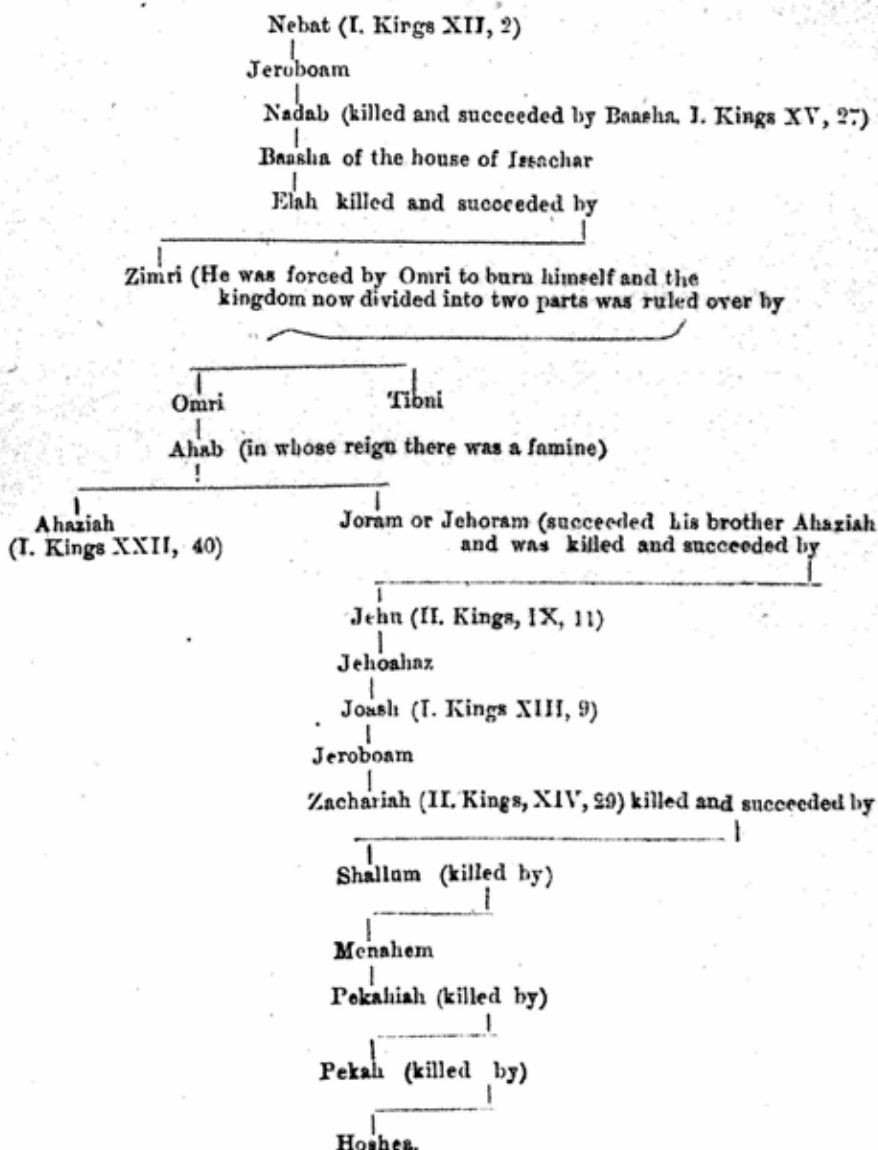 Nebat (I. Kirgs XII, 2)
Jeroboam
Nadab (killed and succeeded by Baasha. I. Kings XV, 27)
Baasha of the house of Issachar
Elah killed and succeeded by
Zimri (He was forced by Omri to burn himself and the
kingdom now divided into two parts was ruled over by
Omri Tibni
Ahab (in whose reign there was a famine)
Ahaziah Joram or Jehoram (succeeded his brother Ahaziah
(I. Kings XXII, 40) and was killed and succeeded by
Jehu (II. Kings, IX, 11)
Jehoahaz
Joash (I. Kings XIII, 9)
Jeroboam
Zachariah (II. Kings, XIV, 29) killed and succeeded by
Shallum (killed by)
Menahem
Pekahiah (killed by)
Pekah (killed by)
Hoshea.